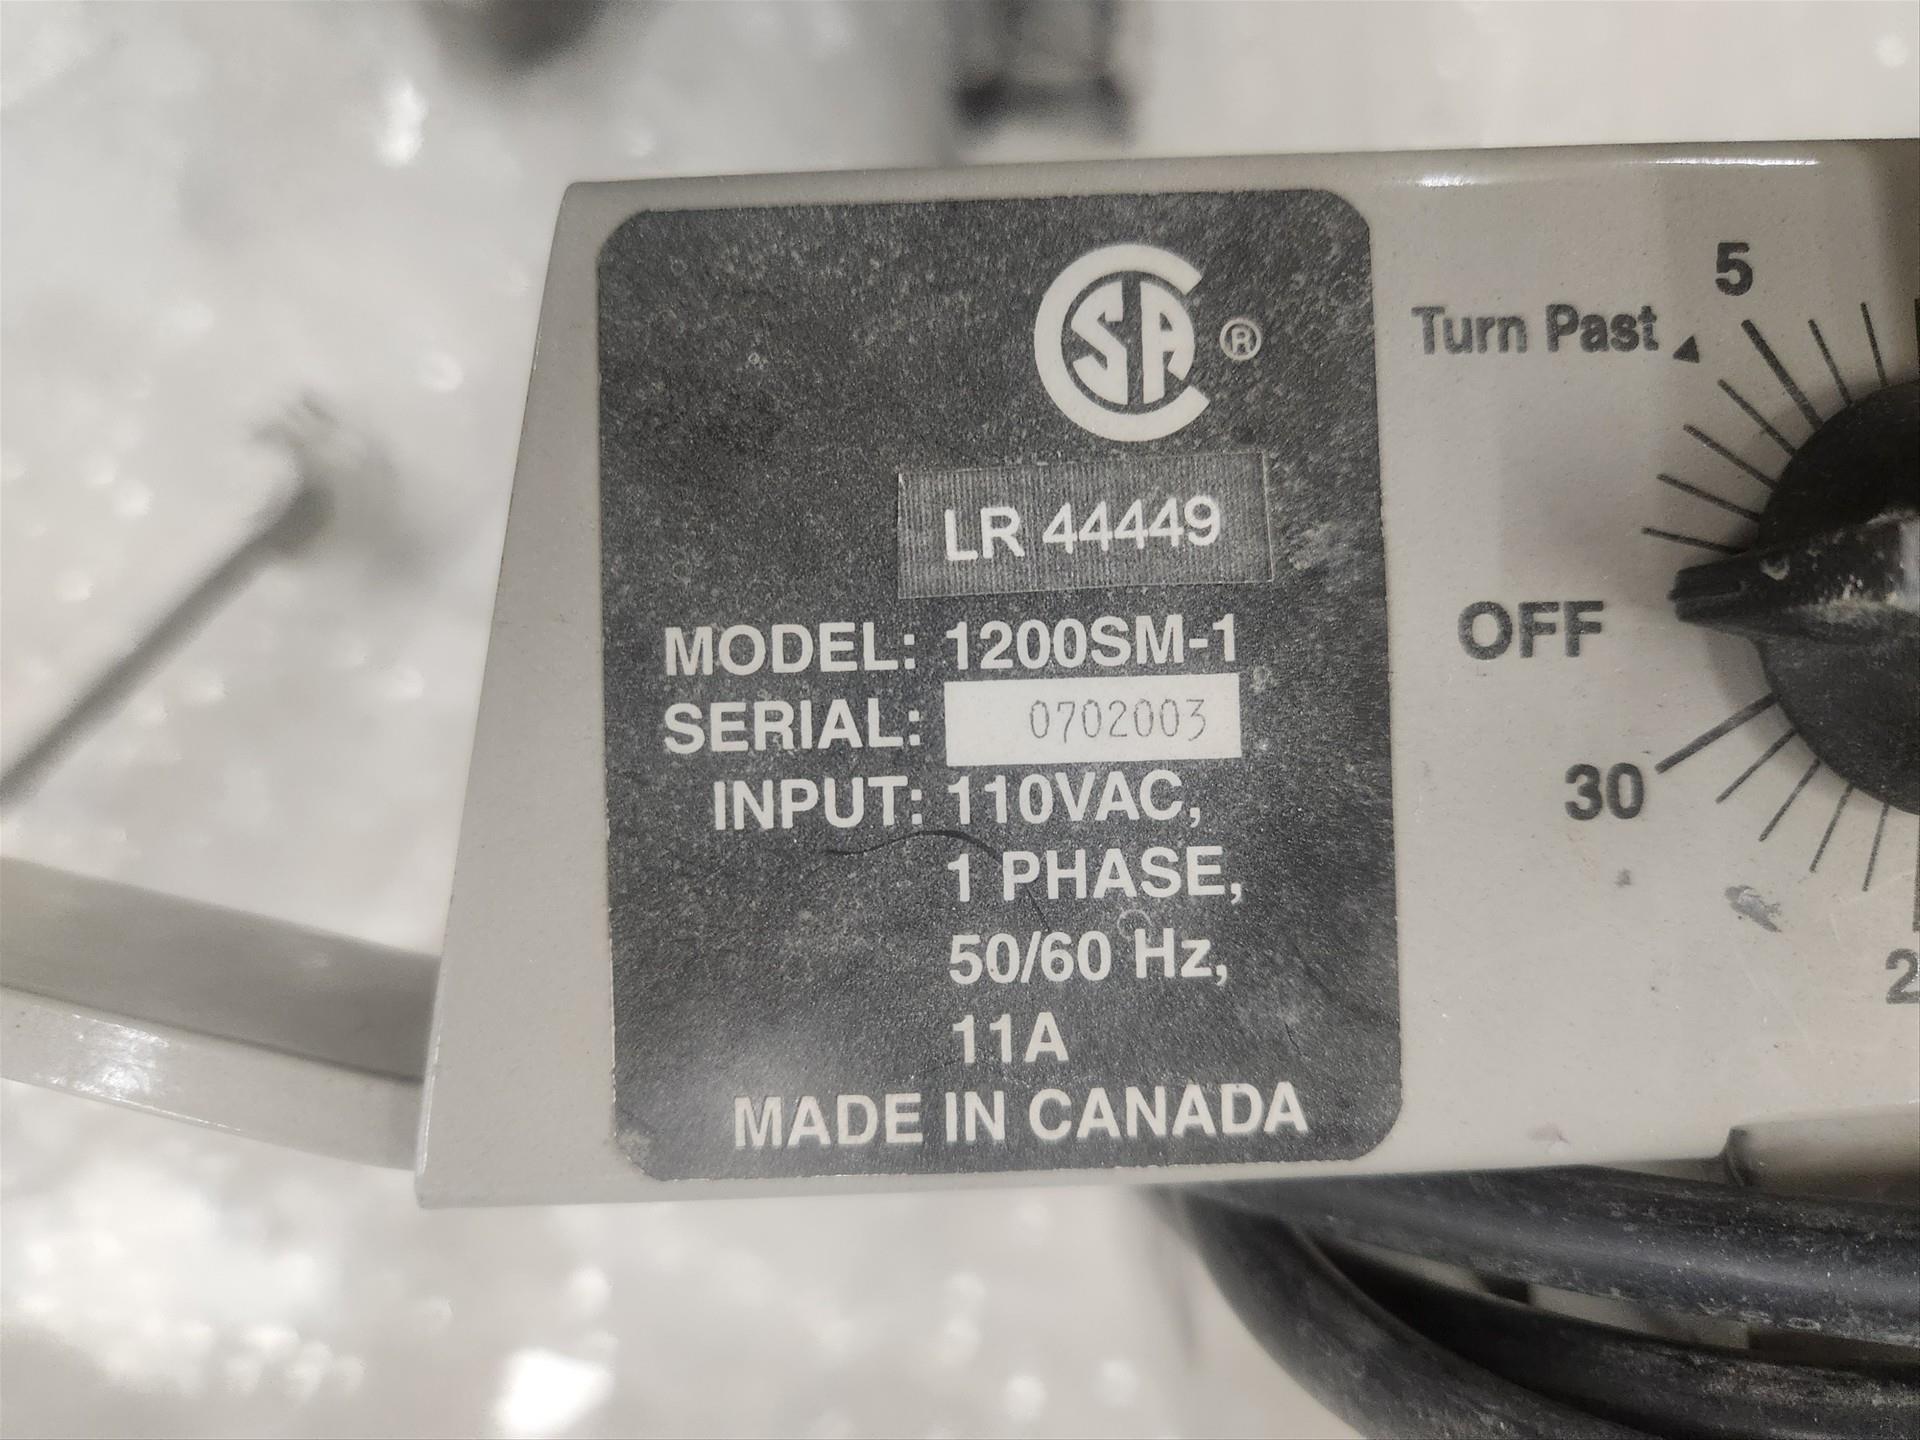 CSA ®
LR 44449
MODEL: 1200SM-1
SERIAL: 0702003
INPUT: 110VAC,
1 PHASE,
50/60 Hz,
11A
MADE IN CANADA
5
Turn Past
OFF
30
2